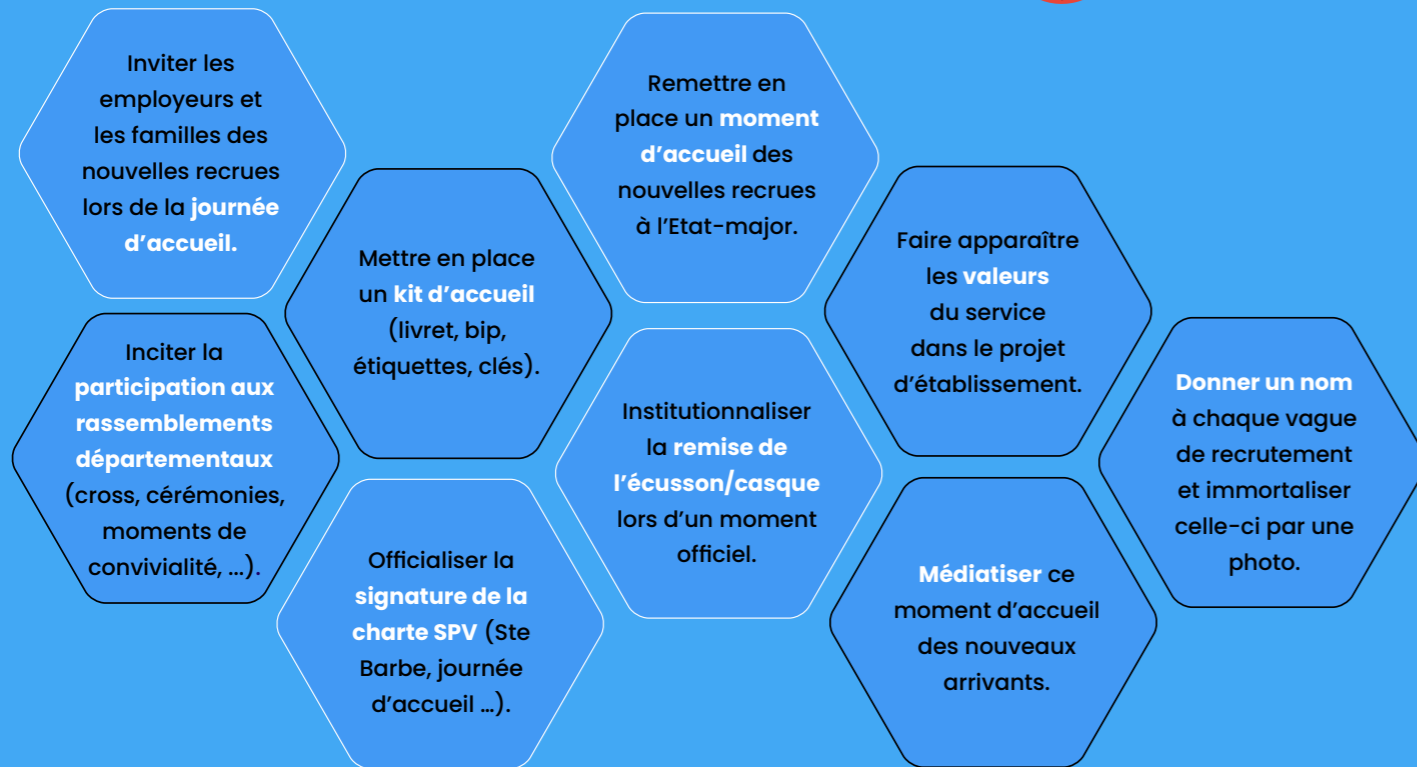 Inviter les
employeurs et
les familles des
nouvelles recrues
lors de la journée
d'accueil.
Remettre en
place un moment
d'accueil des
nouvelles recrues
à l'Etat-major.
Mettre en place
un kit d'accueil
(livret, bip,
étiquettes, clés).
Faire apparaître
les valeurs
du service
dans le projet
d'établissement.
Inciter la
participation aux
rassemblements
départementaux
(cross, cérémonies,
moments de
convivialité, ...).
Institutionnaliser
la remise de
l'écusson/casque
lors d'un moment
officiel.
Donner un nom
à chaque vague
de recrutement
et immortaliser
celle-ci par une
photo.
Officialiser la
signature de la
charte SPV (Ste
Barbe, journée
d'accueil ...).
Médiatiser ce
moment d'accueil
des nouveaux
arrivants.